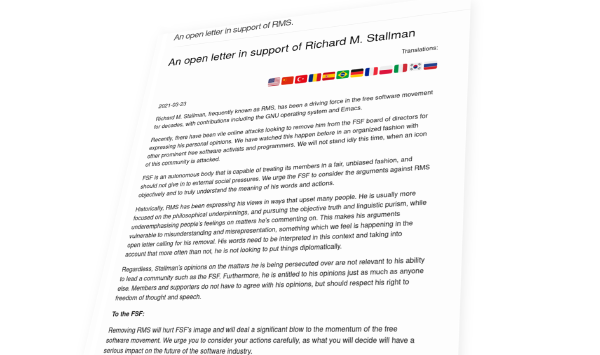 An open letter in support of RMS.
An open letter in support of Richard M. Stallman
Translations:
2021-03-23
Richard M. Stallman, frequently known as RMS, has been a driving force in the free software movement
for decades, with contributions including the GNU operating system and Emacs.
Recently, there have been vile online attacks looking to remove him from the FSF board of directors for
expressing his personal opinions. We have watched this happen before in an organized fashion with
other prominent free software activists and programmers. We will not stand idly this time, when an icon
of this community is attacked.
FSF is an autonomous body that is capable of treating its members in a fair, unbiased fashion, and
should not give in to external social pressures. We urge the FSF to consider the arguments against RMS
objectively and to truly understand the meaning of his words and actions.
Historically, RMS has been expressing his views in ways that upset many people. He is usually more
focused on the philosophical underpinnings, and pursuing the objective truth and linguistic purism, while
underemphasising people's feelings on matters he's commenting on. This makes his arguments
vulnerable to misunderstanding and misrepresentation, something which we feel is happening in the
open letter calling for his removal. His words need to be interpreted in this context and taking into
account that more often than not, he is not looking to put things diplomatically.
Regardless, Stallman's opinions on the matters he is being persecuted over are not relevant to his ability
to lead a community such as the FSF. Furthermore, he is entitled to his opinions just as much as anyone
else. Members and supporters do not have to agree with his opinions, but should respect his right to
freedom of thought and speech.
To the FSF:
Removing RMS will hurt FSF's image and will deal a significant blow to the momentum of the free
software movement. We urge you to consider your actions carefully, as what you will decide will have a
serious impact on the future of the software industry.